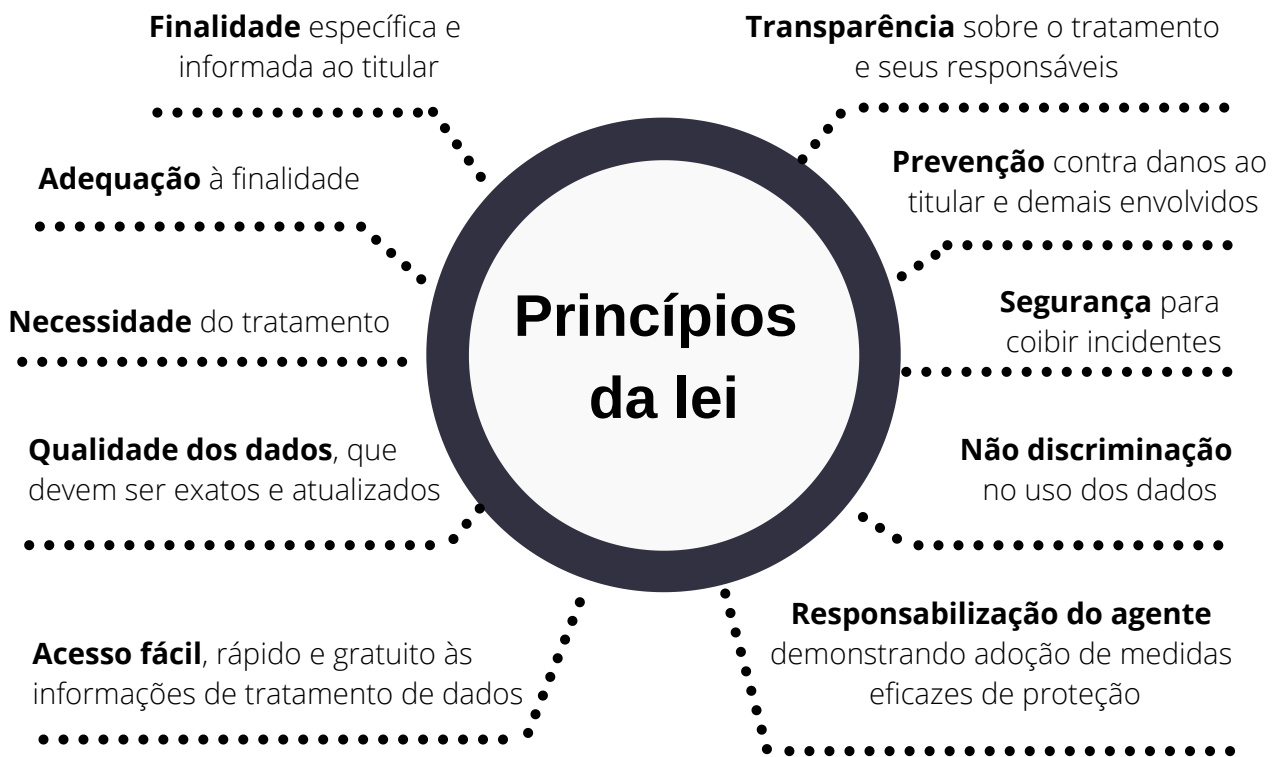 Finalidade específica e
informada ao titular
Adequação à finalidade
Necessidade do tratamento
Qualidade dos dados, que
devem ser exatos e atualizados
Acesso fácil, rápido e gratuito às
informações de tratamento de dados
Princípios
da lei
Transparência sobre o tratamento
e seus responsáveis
Prevenção contra danos ao
titular e demais envolvidos
Segurança para
coibir incidentes
Não discriminação
no uso dos dados
Responsabilização do agente
demonstrando adoção de medidas
eficazes de proteção